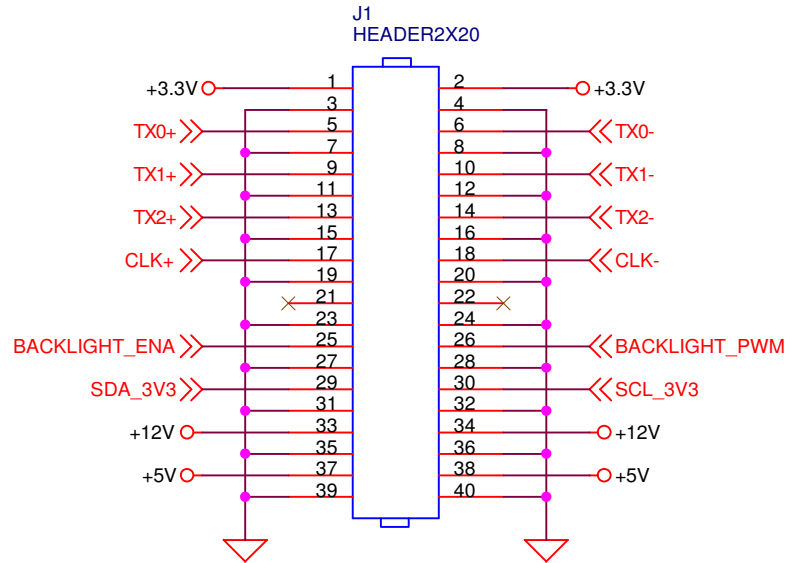 J1
HEADER2X20
+3.3V 1 2 +3.3V
3 4
TX0+ 5 6 TX0-
7 8
TX1+ 9 10 TX1-
11 12
TX2+ 13 14 TX2-
15 16
CLK+ 17 18 CLK-
19 20
21 22
23 24
BACKLIGHT_ENA 25 26 BACKLIGHT_PWM
27 28
SDA_3V3 29 30 SCL_3V3
31 32
+12V 33 34 +12V
35 36
+5V 37 38 +5V
39 40